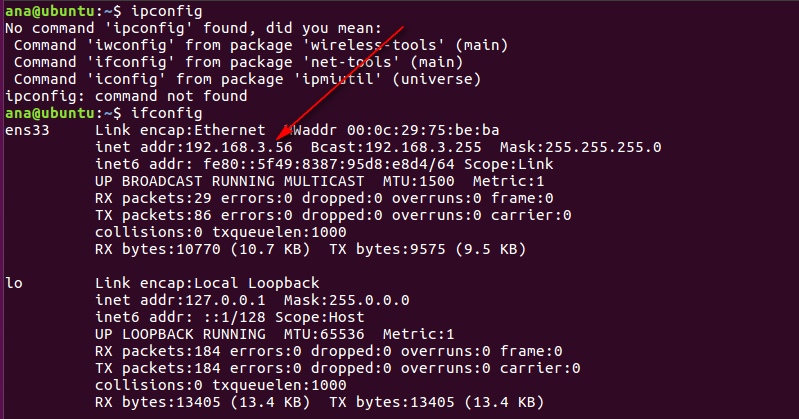 ana@ubuntu:~$ ipconfig
No command 'ipconfig' found, did you mean:
 Command 'iwconfig' from package 'wireless-tools' (main)
 Command 'ifconfig' from package 'net-tools' (main)
 Command 'iconfig' from package 'ipmiutil' (universe)
ipconfig: command not found
ana@ubuntu:~$ ifconfig
ens33     Link encap:Ethernet  HWaddr 00:0c:29:75:be:ba
          inet addr:192.168.3.56  Bcast:192.168.3.255  Mask:255.255.255.0
          inet6 addr: fe80::5f49:8387:95d8:e8d4/64 Scope:Link
          UP BROADCAST RUNNING MULTICAST  MTU:1500  Metric:1
          RX packets:29 errors:0 dropped:0 overruns:0 frame:0
          TX packets:86 errors:0 dropped:0 overruns:0 carrier:0
          collisions:0 txqueuelen:1000
          RX bytes:10770 (10.7 KB)  TX bytes:9575 (9.5 KB)

lo        Link encap:Local Loopback
          inet addr:127.0.0.1  Mask:255.0.0.0
          inet6 addr: ::1/128 Scope:Host
          UP LOOPBACK RUNNING  MTU:65536  Metric:1
          RX packets:184 errors:0 dropped:0 overruns:0 frame:0
          TX packets:184 errors:0 dropped:0 overruns:0 carrier:0
          collisions:0 txqueuelen:1000
          RX bytes:13405 (13.4 KB)  TX bytes:13405 (13.4 KB)